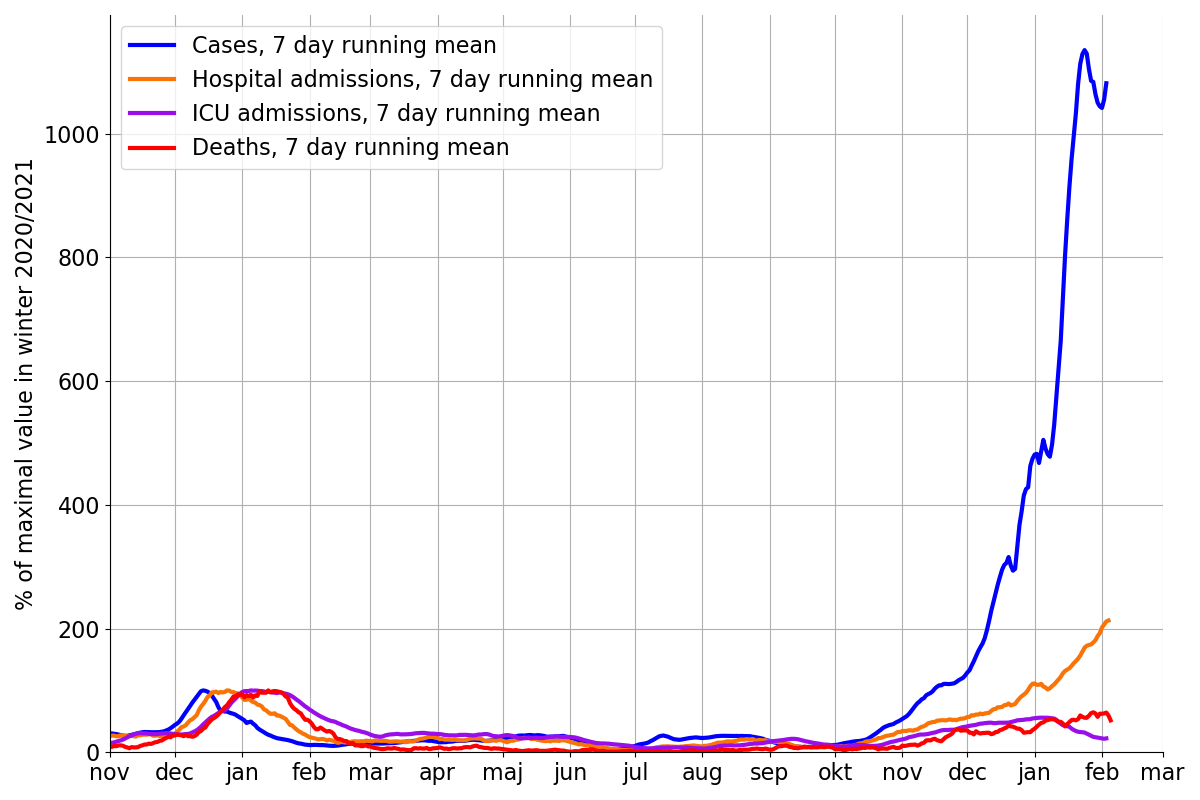 Cases, 7 day running mean
Hospital admissions, 7 day running mean
ICU admissions, 7 day running mean
Deaths, 7 day running mean
% of maximal value in winter 2020/2021
1000
800
600
400
200
0
nov dec jan feb mar apr maj jun jul aug sep okt nov dec jan feb mar